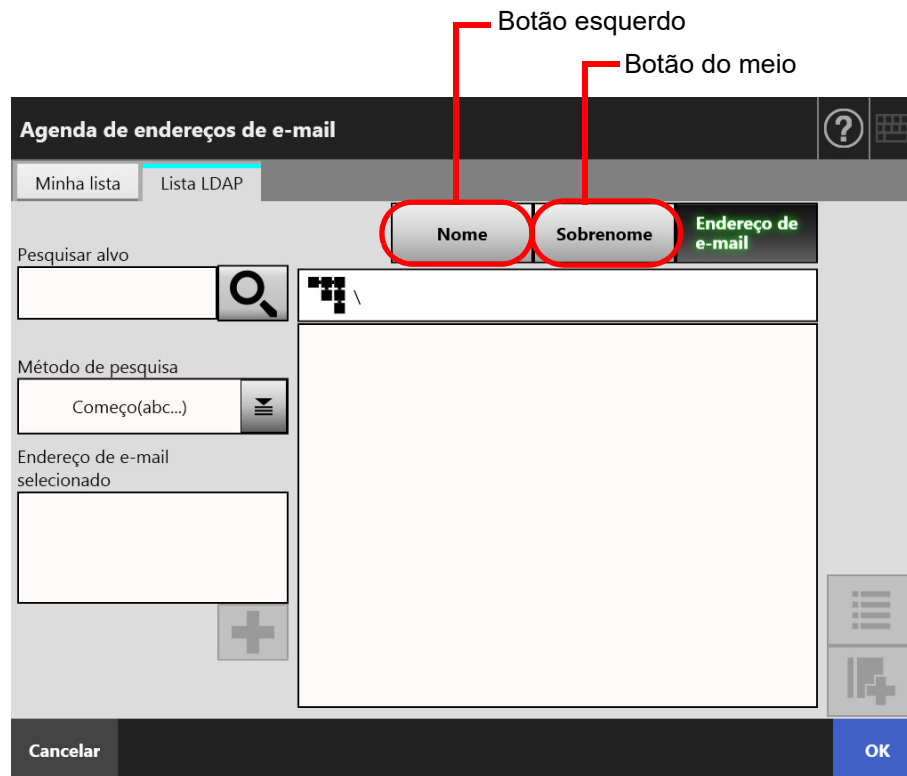 Botão esquerdo
Botão do meio
Agenda de endereços de e-mail
?
Minha lista
Lista LDAP
Nome
Sobrenome
Endereço de
e-mail
Pesquisar alvo
\
Método de pesquisa
Começo(abc...)
Endereço de e-mail
selecionado
Cancelar
OK